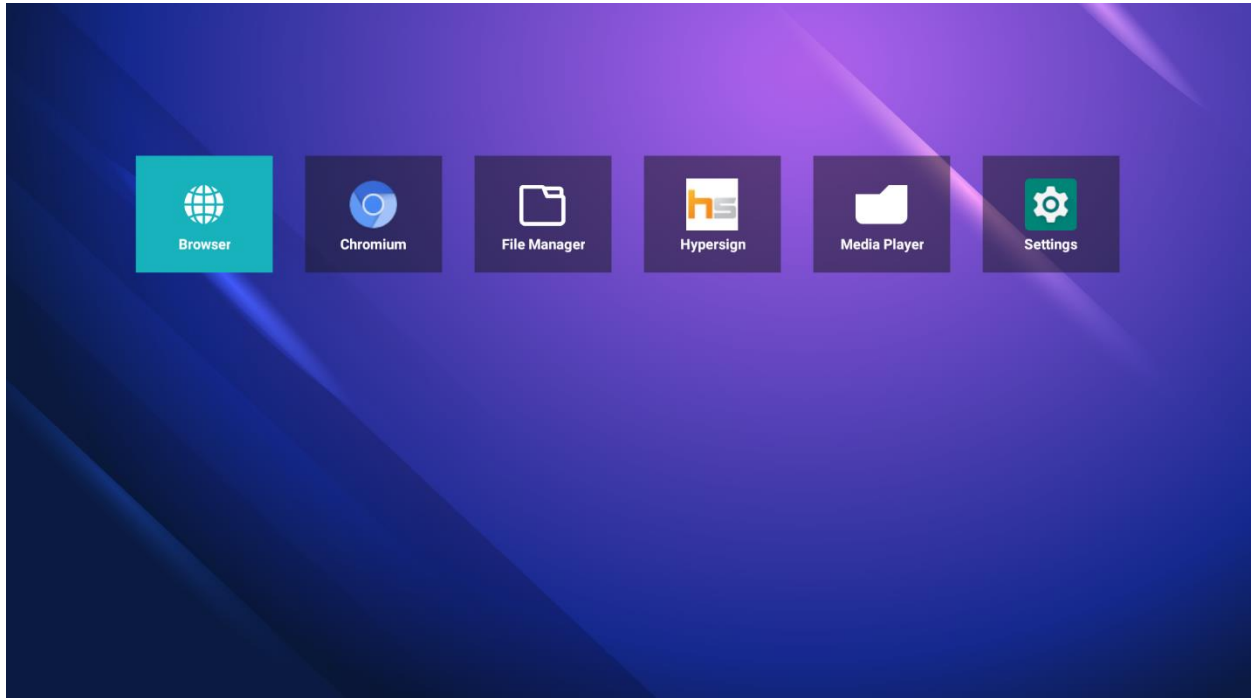 Browser
Chromium
File Manager
hs
Hypersign
Media Player
Settings